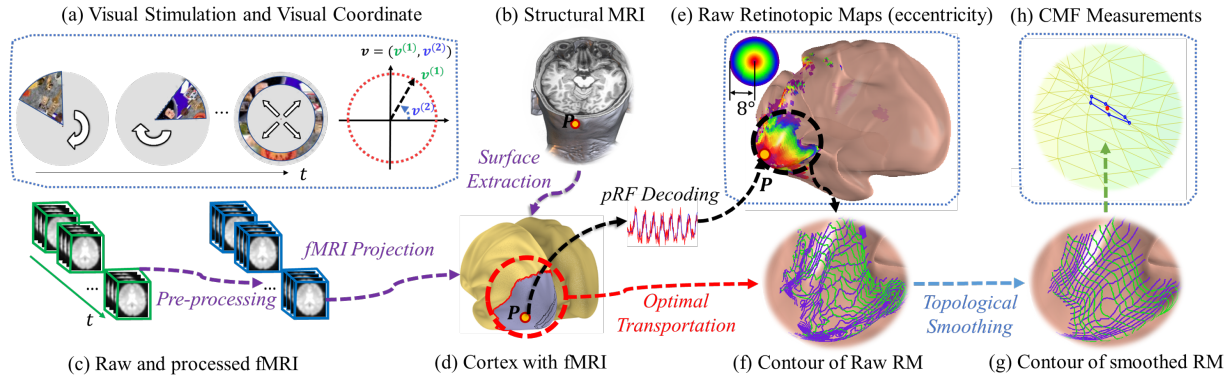 (a) Visual Stimulation and Visual Coordinate
(b) Structural MRI
(e) Raw Retinotopic Maps (eccentricity)
(h) CMF Measurements
v = (v⁽¹⁾, v⁽²⁾)
v⁽¹⁾
v⁽²⁾
...
t
P
8°
P
Surface
Extraction
pRF Decoding
fMRI Projection
...
Pre-processing
...
t
P
Optimal
Transportation
Topological
Smoothing
(c) Raw and processed fMRI
(d) Cortex with fMRI
(f) Contour of Raw RM
(g) Contour of smoothed RM